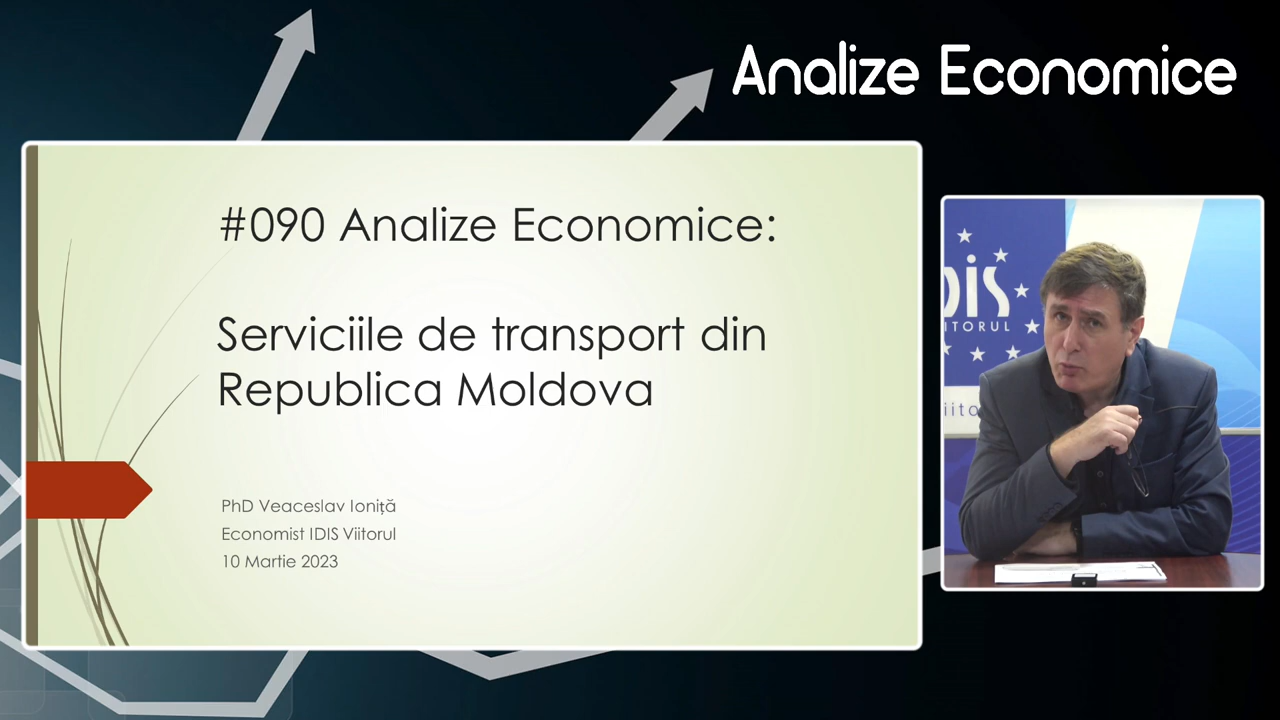 Analize Economice
#090 Analize Economice:
Serviciile de transport din
Republica Moldova
PhD Veaceslav Ioniță
Economist IDIS Viitorul
10 Martie 2023